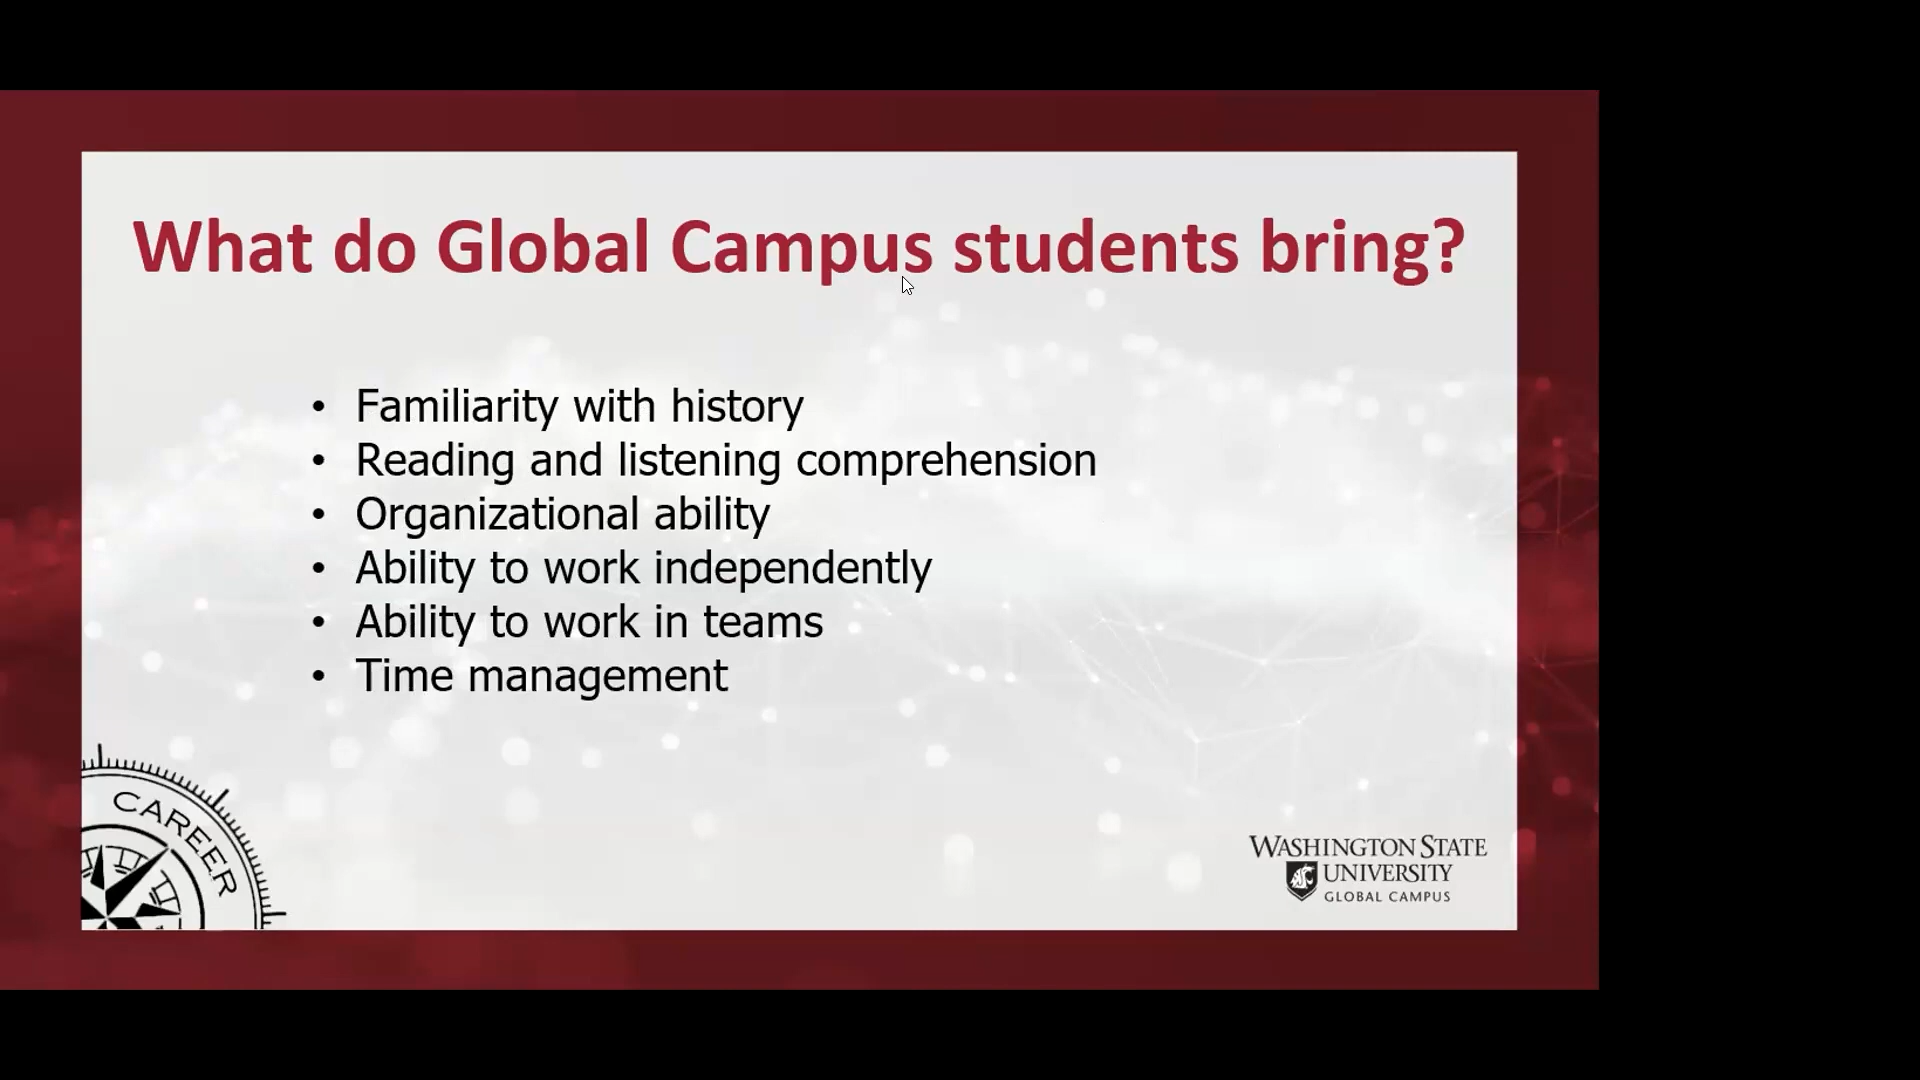 What do Global Campus students bring?
• Familiarity with history
• Reading and listening comprehension
• Organizational ability
• Ability to work independently
• Ability to work in teams
• Time management
CAREER
WASHINGTON STATE
UNIVERSITY
GLOBAL CAMPUS